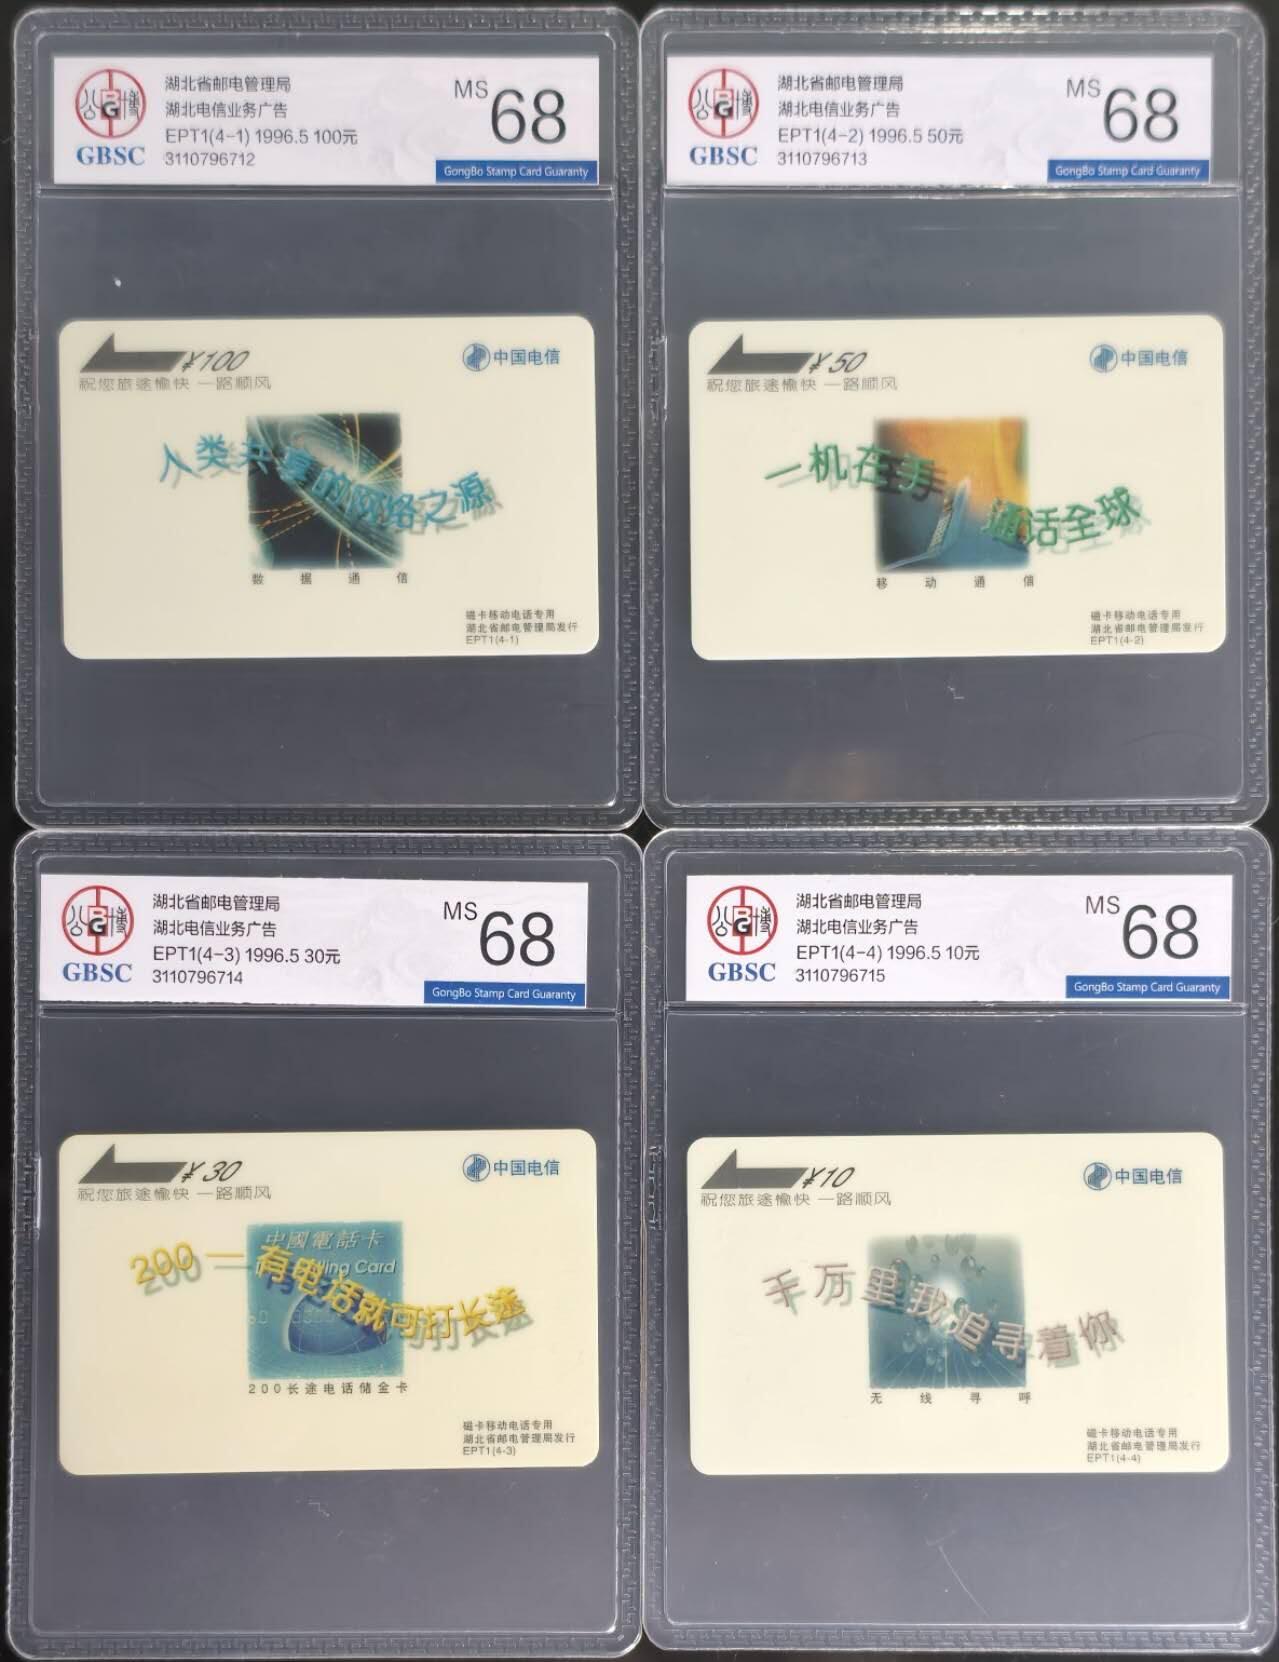 公博
BG
GBSC
湖北省邮电管理局
湖北电信业务广告
EPT1(4-1) 1996.5 100元
3110796712
MS 68
GongBo Stamp Card Guaranty
¥100
祝您旅途愉快 一路顺风
中国电信
人类共享的网络之源
数据通信
磁卡移动电话专用
湖北省邮电管理局发行
EPT1(4-1)
公博
BG
GBSC
湖北省邮电管理局
湖北电信业务广告
EPT1(4-2) 1996.5 50元
3110796713
MS 68
GongBo Stamp Card Guaranty
¥50
祝您旅途愉快 一路顺风
中国电信
一机在手 通话全球
移动通信
磁卡移动电话专用
湖北省邮电管理局发行
EPT1(4-2)
公博
BG
GBSC
湖北省邮电管理局
湖北电信业务广告
EPT1(4-3) 1996.5 30元
3110796714
MS 68
GongBo Stamp Card Guaranty
¥30
祝您旅途愉快 一路顺风
中国电信
中國電話卡
Card
200一有电话就可打长途
200长途电话储金卡
磁卡移动电话专用
湖北省邮电管理局发行
EPT1(4-3)
公博
BG
GBSC
湖北省邮电管理局
湖北电信业务广告
EPT1(4-4) 1996.5 10元
3110796715
MS 68
GongBo Stamp Card Guaranty
¥10
祝您旅途愉快 一路顺风
中国电信
千万里我追寻着你
无线寻呼
磁卡移动电话专用
湖北省邮电管理局发行
EPT1(4-4)